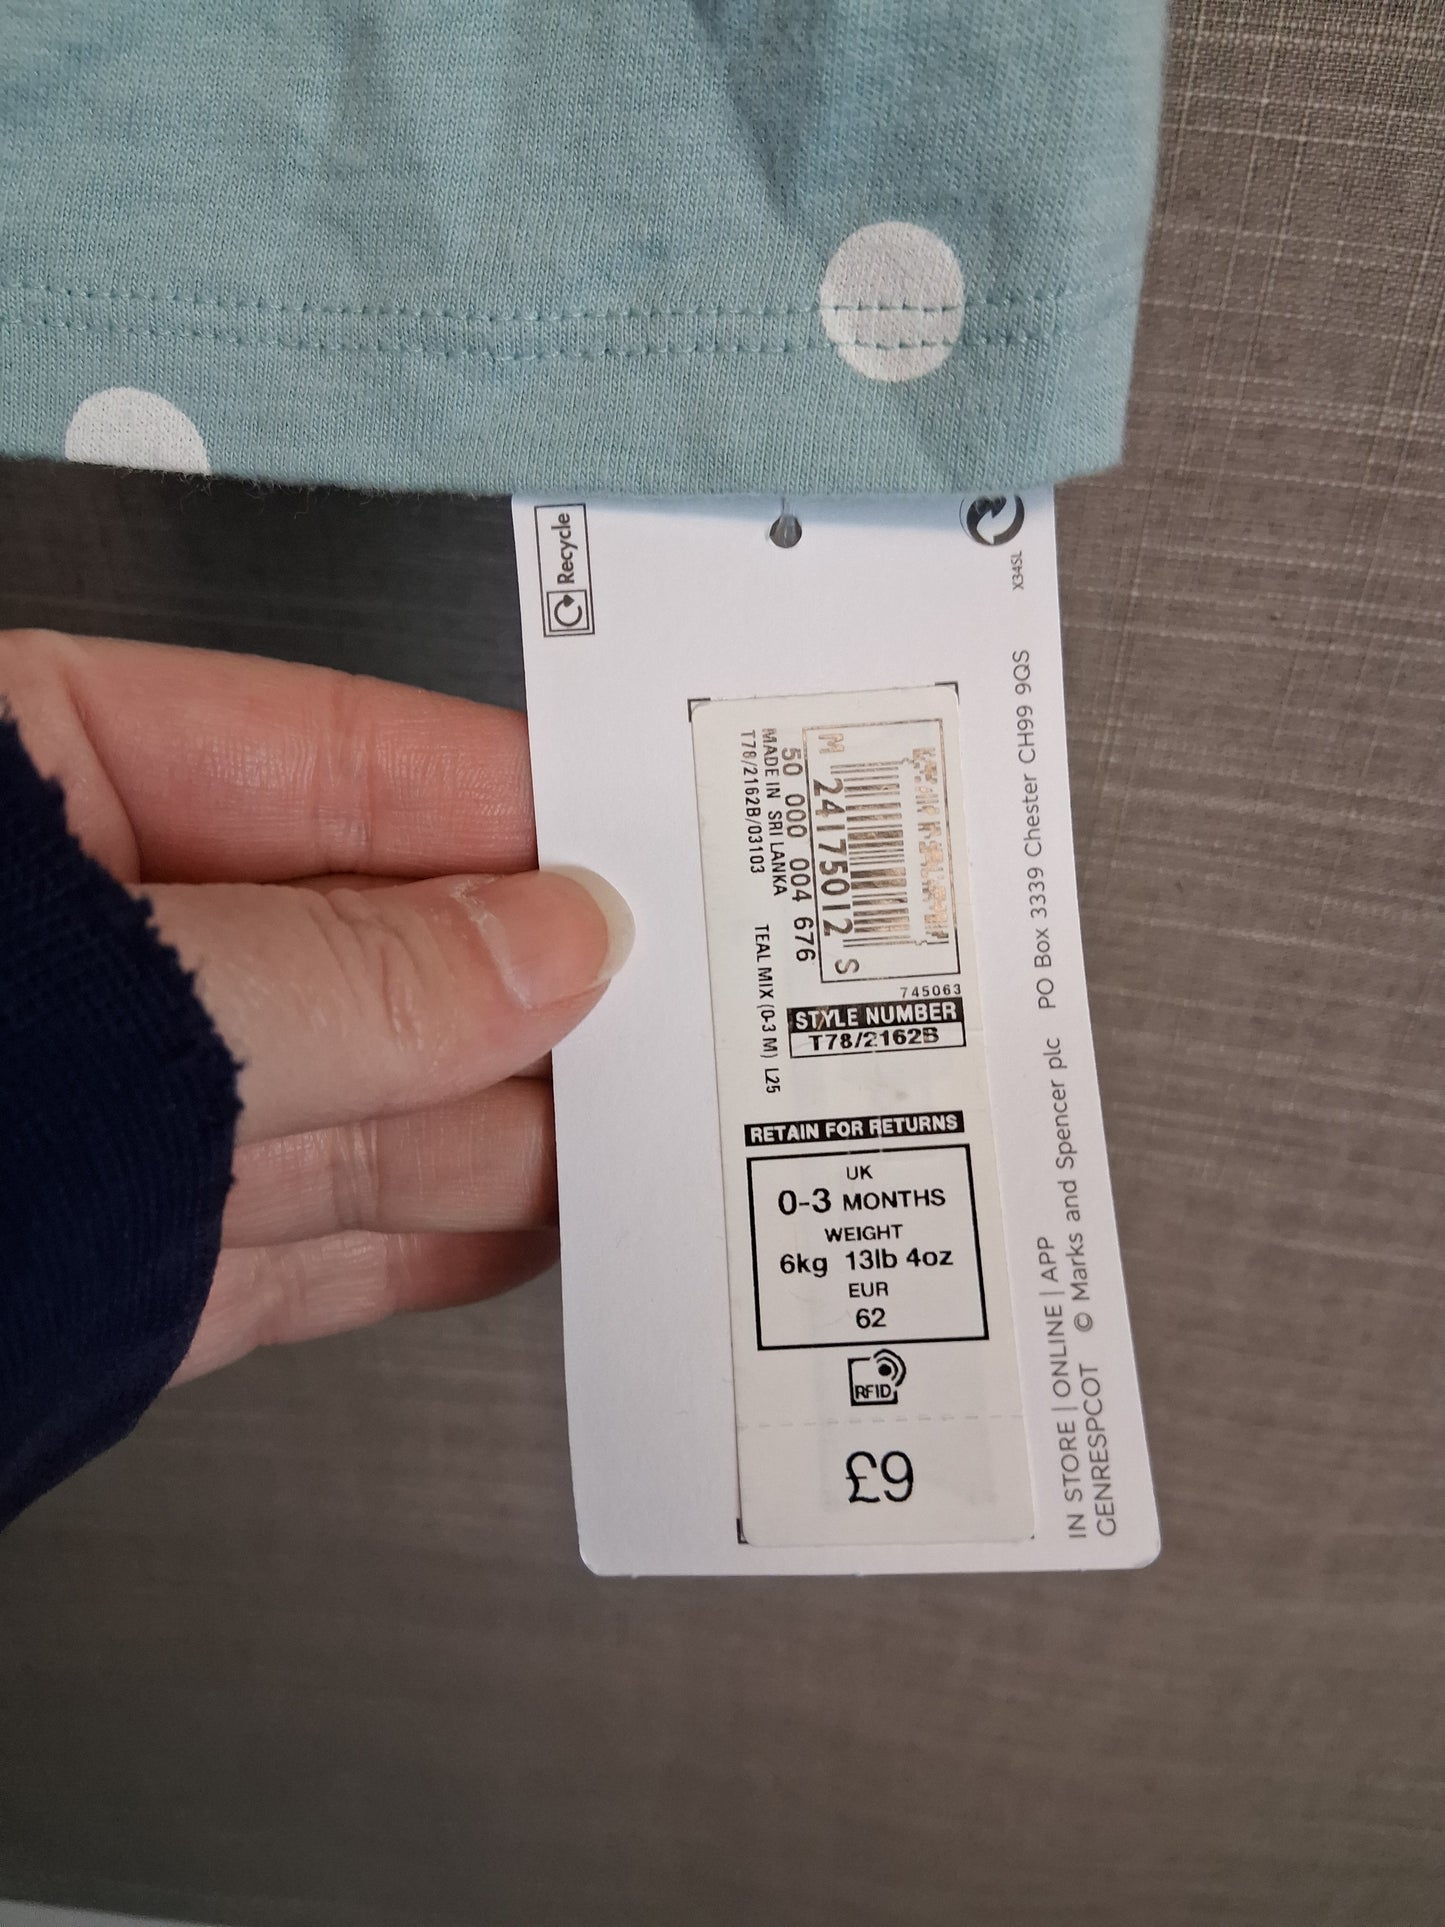 Recycle
X34SL
M 24175012 S
50 000 004 676
MADE IN SRI LANKA
T78/2162B/03103 TEAL MIX (0-3 M) L25
745063
STYLE NUMBER
T78/2162B
RETAIN FOR RETURNS
UK
0-3 MONTHS
WEIGHT
6kg 13lb 4oz
EUR
62
RFID
£9
IN STORE | ONLINE | APP PO Box 3339 Chester CH99 9QS
GENRESPCOT © Marks and Spencer plc